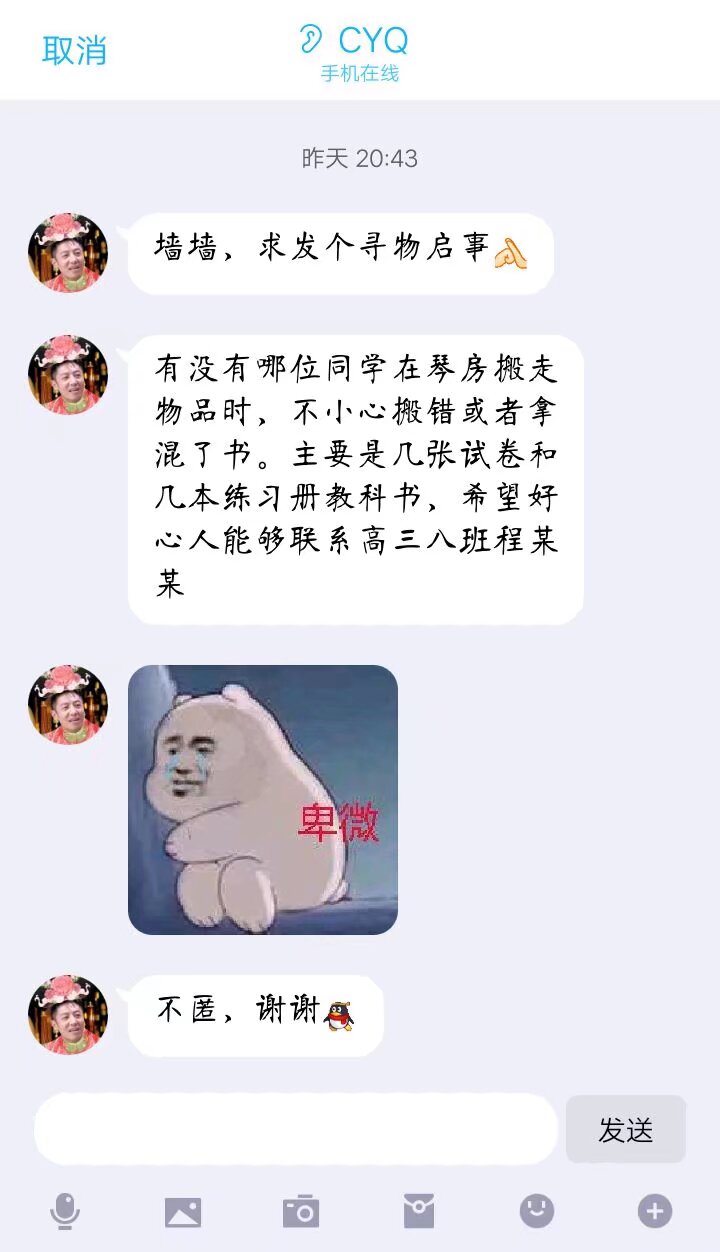 取消
CYQ
手机在线
昨天 20:43
墙墙，求发个寻物启事
有没有哪位同学在琴房搬走
物品时，不小心搬错或者拿
混了书。主要是几张试卷和
几本练习册教科书，希望好
心人能够联系高三八班程某
某
卑微
不匿，谢谢
发送